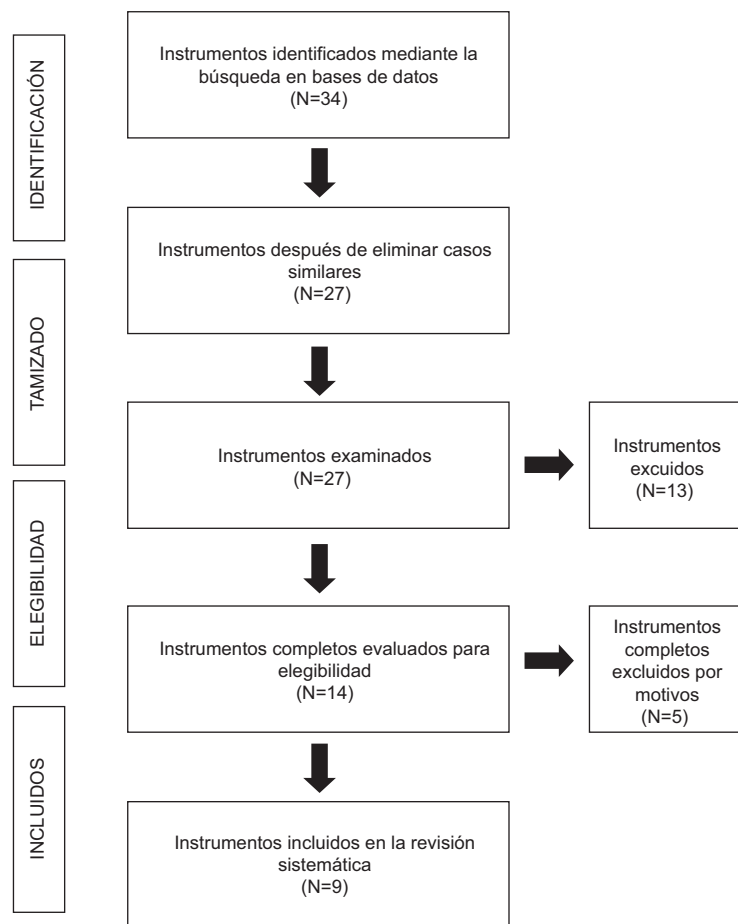 IDENTIFICACIÓN
Instrumentos identificados mediante la
búsqueda en bases de datos
(N=34)
Instrumentos después de eliminar casos
similares
(N=27)
TAMIZADO
Instrumentos examinados
(N=27)
Instrumentos
excuidos
(N=13)
ELEGIBILIDAD
Instrumentos completos evaluados para
elegibilidad
(N=14)
Instrumentos
completos
excluidos por
motivos
(N=5)
INCLUIDOS
Instrumentos incluidos en la revisión
sistemática
(N=9)